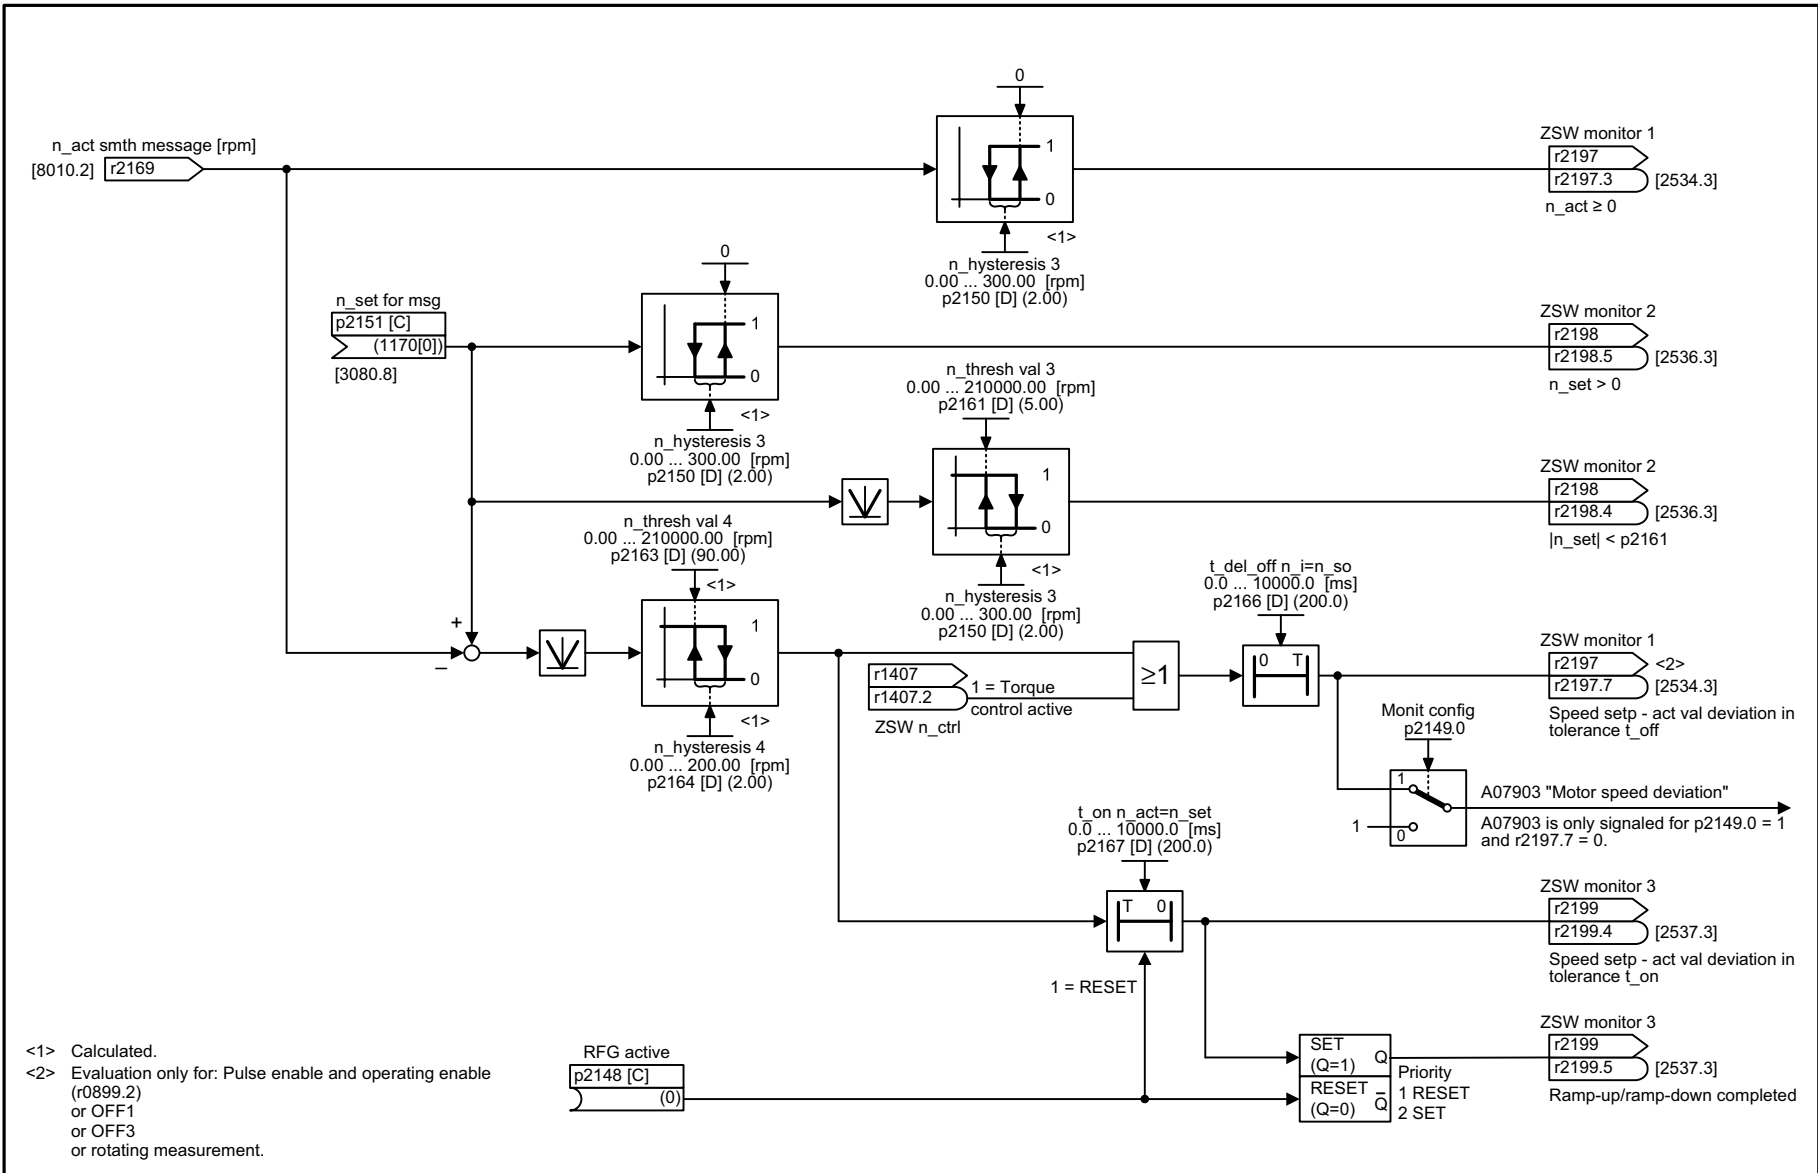 0
n_act smth message [rpm]
[8010.2]
r2169
1
0
<1>
n_hysteresis 3
0.00 ... 300.00 [rpm]
p2150 [D] (2.00)
ZSW monitor 1
r2197
r2197.3
[2534.3]
n_act ≥ 0
0
n_set for msg
p2151 [C]
(1170[0])
[3080.8]
1
0
<1>
n_hysteresis 3
0.00 ... 300.00 [rpm]
p2150 [D] (2.00)
ZSW monitor 2
r2198
r2198.5
[2536.3]
n_set > 0
n_thresh val 3
0.00 ... 210000.00 [rpm]
p2161 [D] (5.00)
1
0
<1>
n_hysteresis 3
0.00 ... 300.00 [rpm]
p2150 [D] (2.00)
ZSW monitor 2
r2198
r2198.4
[2536.3]
|n_set| < p2161
n_thresh val 4
0.00 ... 210000.00 [rpm]
p2163 [D] (90.00)
<1>
+
–
1
0
<1>
n_hysteresis 4
0.00 ... 200.00 [rpm]
p2164 [D] (2.00)
r1407
r1407.2
1 = Torque
control active
ZSW n_ctrl
≥1
t_del_off n_i=n_so
0.0 ... 10000.0 [ms]
p2166 [D] (200.0)
0 T
ZSW monitor 1
r2197
<2>
r2197.7
[2534.3]
Speed setp - act val deviation in
tolerance t_off
Monit config
p2149.0
1
1
0
A07903 "Motor speed deviation"
A07903 is only signaled for p2149.0 = 1
and r2197.7 = 0.
t_on n_act=n_set
0.0 ... 10000.0 [ms]
p2167 [D] (200.0)
T 0
1 = RESET
ZSW monitor 3
r2199
r2199.4
[2537.3]
Speed setp - act val deviation in
tolerance t_on
RFG active
p2148 [C]
(0)
SET
(Q=1)
Q
RESET
(Q=0)
Q̅
Priority
1 RESET
2 SET
ZSW monitor 3
r2199
r2199.5
[2537.3]
Ramp-up/ramp-down completed
<1> Calculated.
<2> Evaluation only for: Pulse enable and operating enable
(r0899.2)
or OFF1
or OFF3
or rotating measurement.